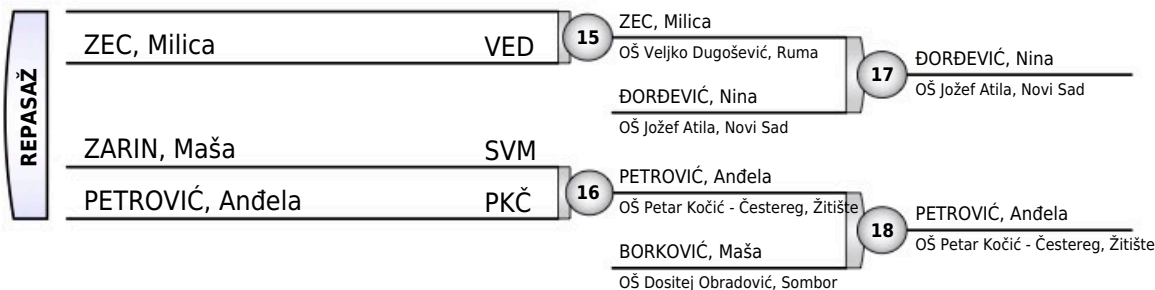 REPASAŽ
ZEC, Milica VED
ZARIN, Maša SVM
PETROVIĆ, Anđela PKČ
15
ZEC, Milica
OŠ Veljko Dugošević, Ruma
ĐORĐEVIĆ, Nina
OŠ Jožef Atila, Novi Sad
16
PETROVIĆ, Anđela
OŠ Petar Kočić - Čestereg, Žitište
BORKOVIĆ, Maša
OŠ Dositej Obradović, Sombor
17
ĐORĐEVIĆ, Nina
OŠ Jožef Atila, Novi Sad
18
PETROVIĆ, Anđela
OŠ Petar Kočić - Čestereg, Žitište